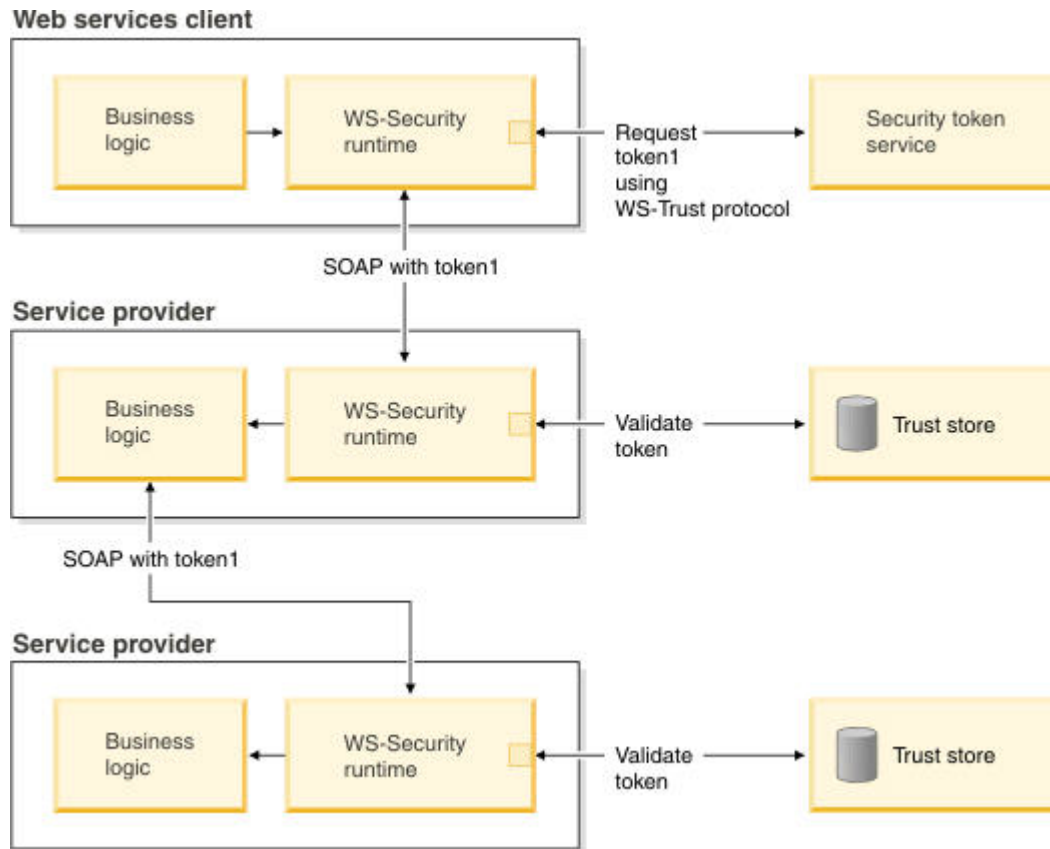 Web services client
Business
logic
WS-Security
runtime
Request
token1
using
WS-Trust protocol
Security token
service
SOAP with token1
Service provider
Business
logic
WS-Security
runtime
Validate
token
Trust store
SOAP with token1
Service provider
Business
logic
WS-Security
runtime
Validate
token
Trust store